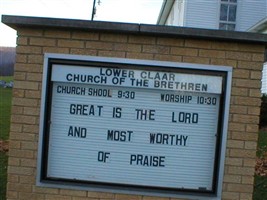 LOWER CLAAR
CHURCH OF THE BRETHREN
CHURCH SHOOL 9:30 WORSHIP 10:30
GREAT IS THE LORD
AND MOST WORTHY
OF PRAISE